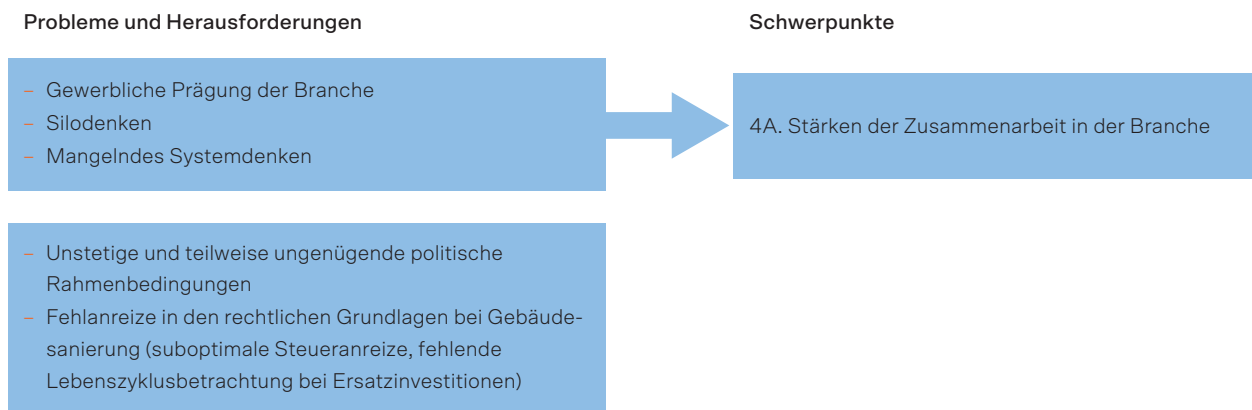 Probleme und Herausforderungen
Schwerpunkte
– Gewerbliche Prägung der Branche
– Silodenken
– Mangelndes Systemdenken
4A. Stärken der Zusammenarbeit in der Branche
– Unstetige und teilweise ungenügende politische
Rahmenbedingungen
– Fehlanreize in den rechtlichen Grundlagen bei Gebäude-
sanierung (suboptimale Steueranreize, fehlende
Lebenszyklusbetrachtung bei Ersatzinvestitionen)